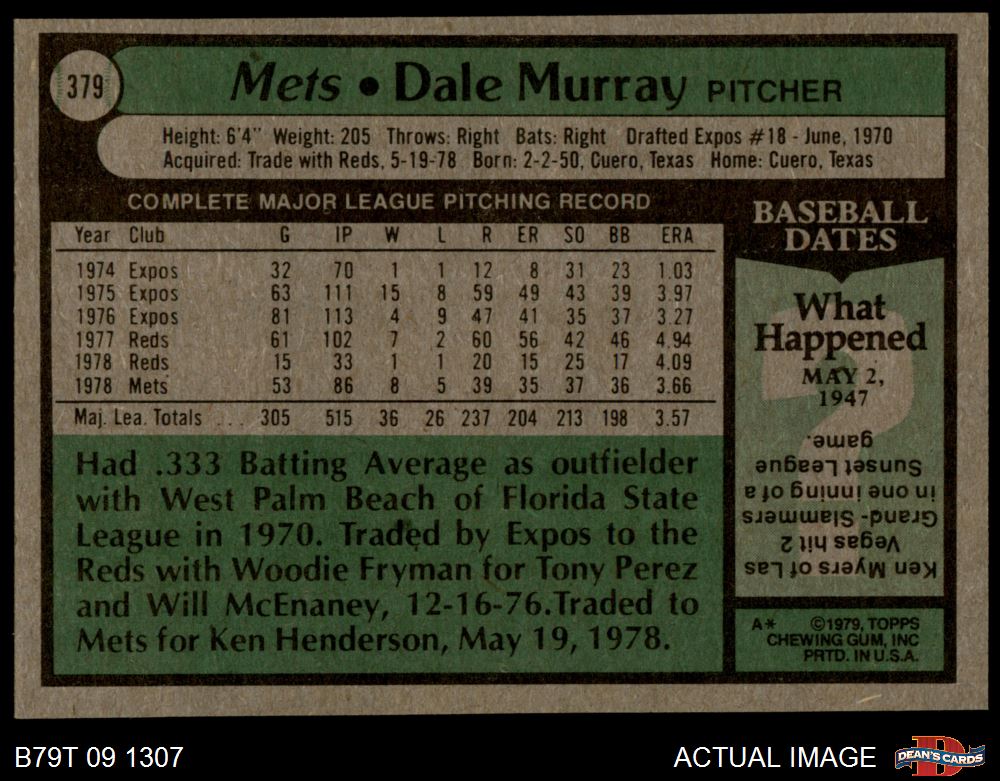 379
Mets • Dale Murray PITCHER
Height: 6'4" Weight: 205 Throws: Right Bats: Right Drafted Expos #18 - June, 1970
Acquired: Trade with Reds, 5-19-78 Born: 2-2-50, Cuero, Texas Home: Cuero, Texas
COMPLETE MAJOR LEAGUE PITCHING RECORD
Year Club G IP W L R ER SO BB ERA
1974 Expos 32 70 1 1 12 8 31 23 1.03
1975 Expos 63 111 15 8 59 49 43 39 3.97
1976 Expos 81 113 4 9 47 41 35 37 3.27
1977 Reds 61 102 7 2 60 56 42 46 4.94
1978 Reds 15 33 1 1 20 15 25 17 4.09
1978 Mets 53 86 8 5 39 35 37 36 3.66
Maj. Lea. Totals ... 305 515 36 26 237 204 213 198 3.57
Had .333 Batting Average as outfielder
with West Palm Beach of Florida State
League in 1970. Traded by Expos to the
Reds with Woodie Fryman for Tony Perez
and Will McEnaney, 12-16-76.Traded to
Mets for Ken Henderson, May 19, 1978.
BASEBALL
DATES
What
Happened
MAY 2,
1947
Ken Myers of Las
Vegas hit 2
Grand-Slammers
in one inning of a
Sunset League
game.
A* ©1979, TOPPS
CHEWING GUM, INC
PRTD. IN U.S.A.
B79T 09 1307
ACTUAL IMAGE
DEAN'S CARDS